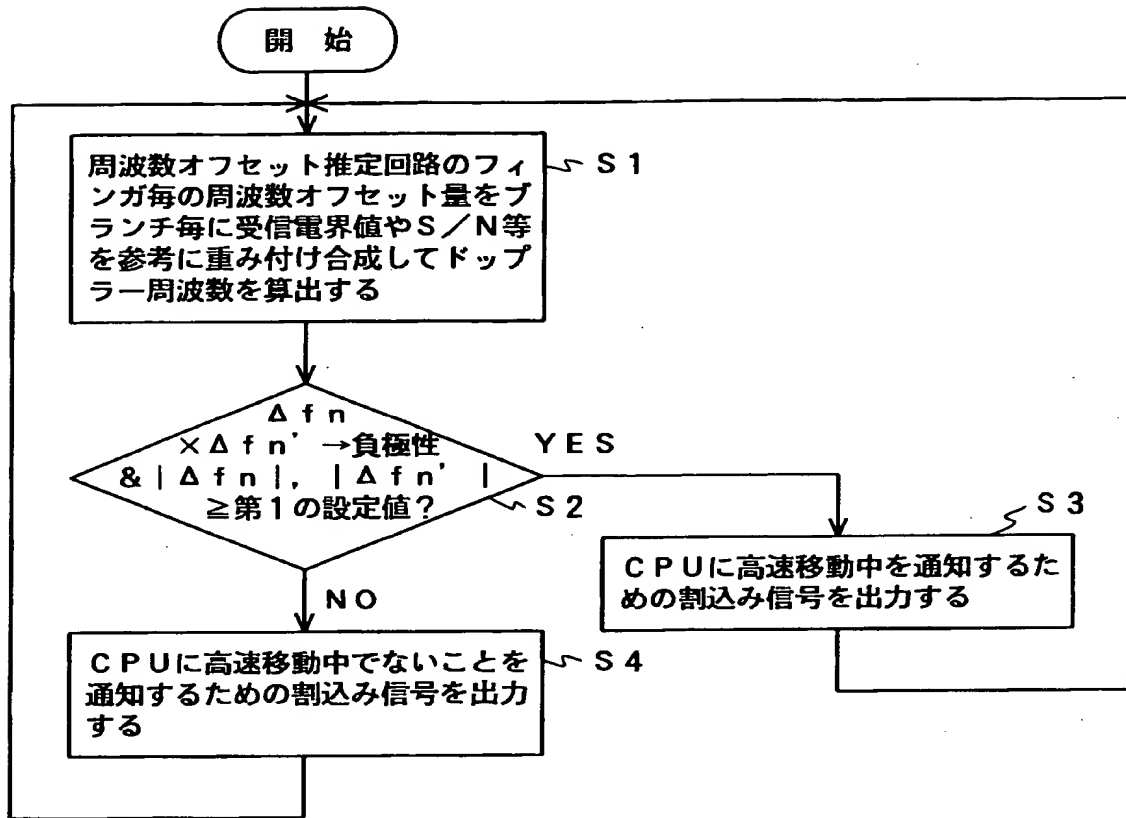 開 始
周波数オフセット推定回路のフィ
ンガ毎の周波数オフセット量をブ
ランチ毎に受信電界値やS／N等
を参考に重み付け合成してドップ
ラー周波数を算出する
S1
Δfn
×Δfn' →負極性
&|Δfn|，|Δfn'|
≧第1の設定値？
YES
S2
S3
CPUに高速移動中を通知するた
めの割込み信号を出力する
NO
CPUに高速移動中でないことを
通知するための割込み信号を出力
する
S4